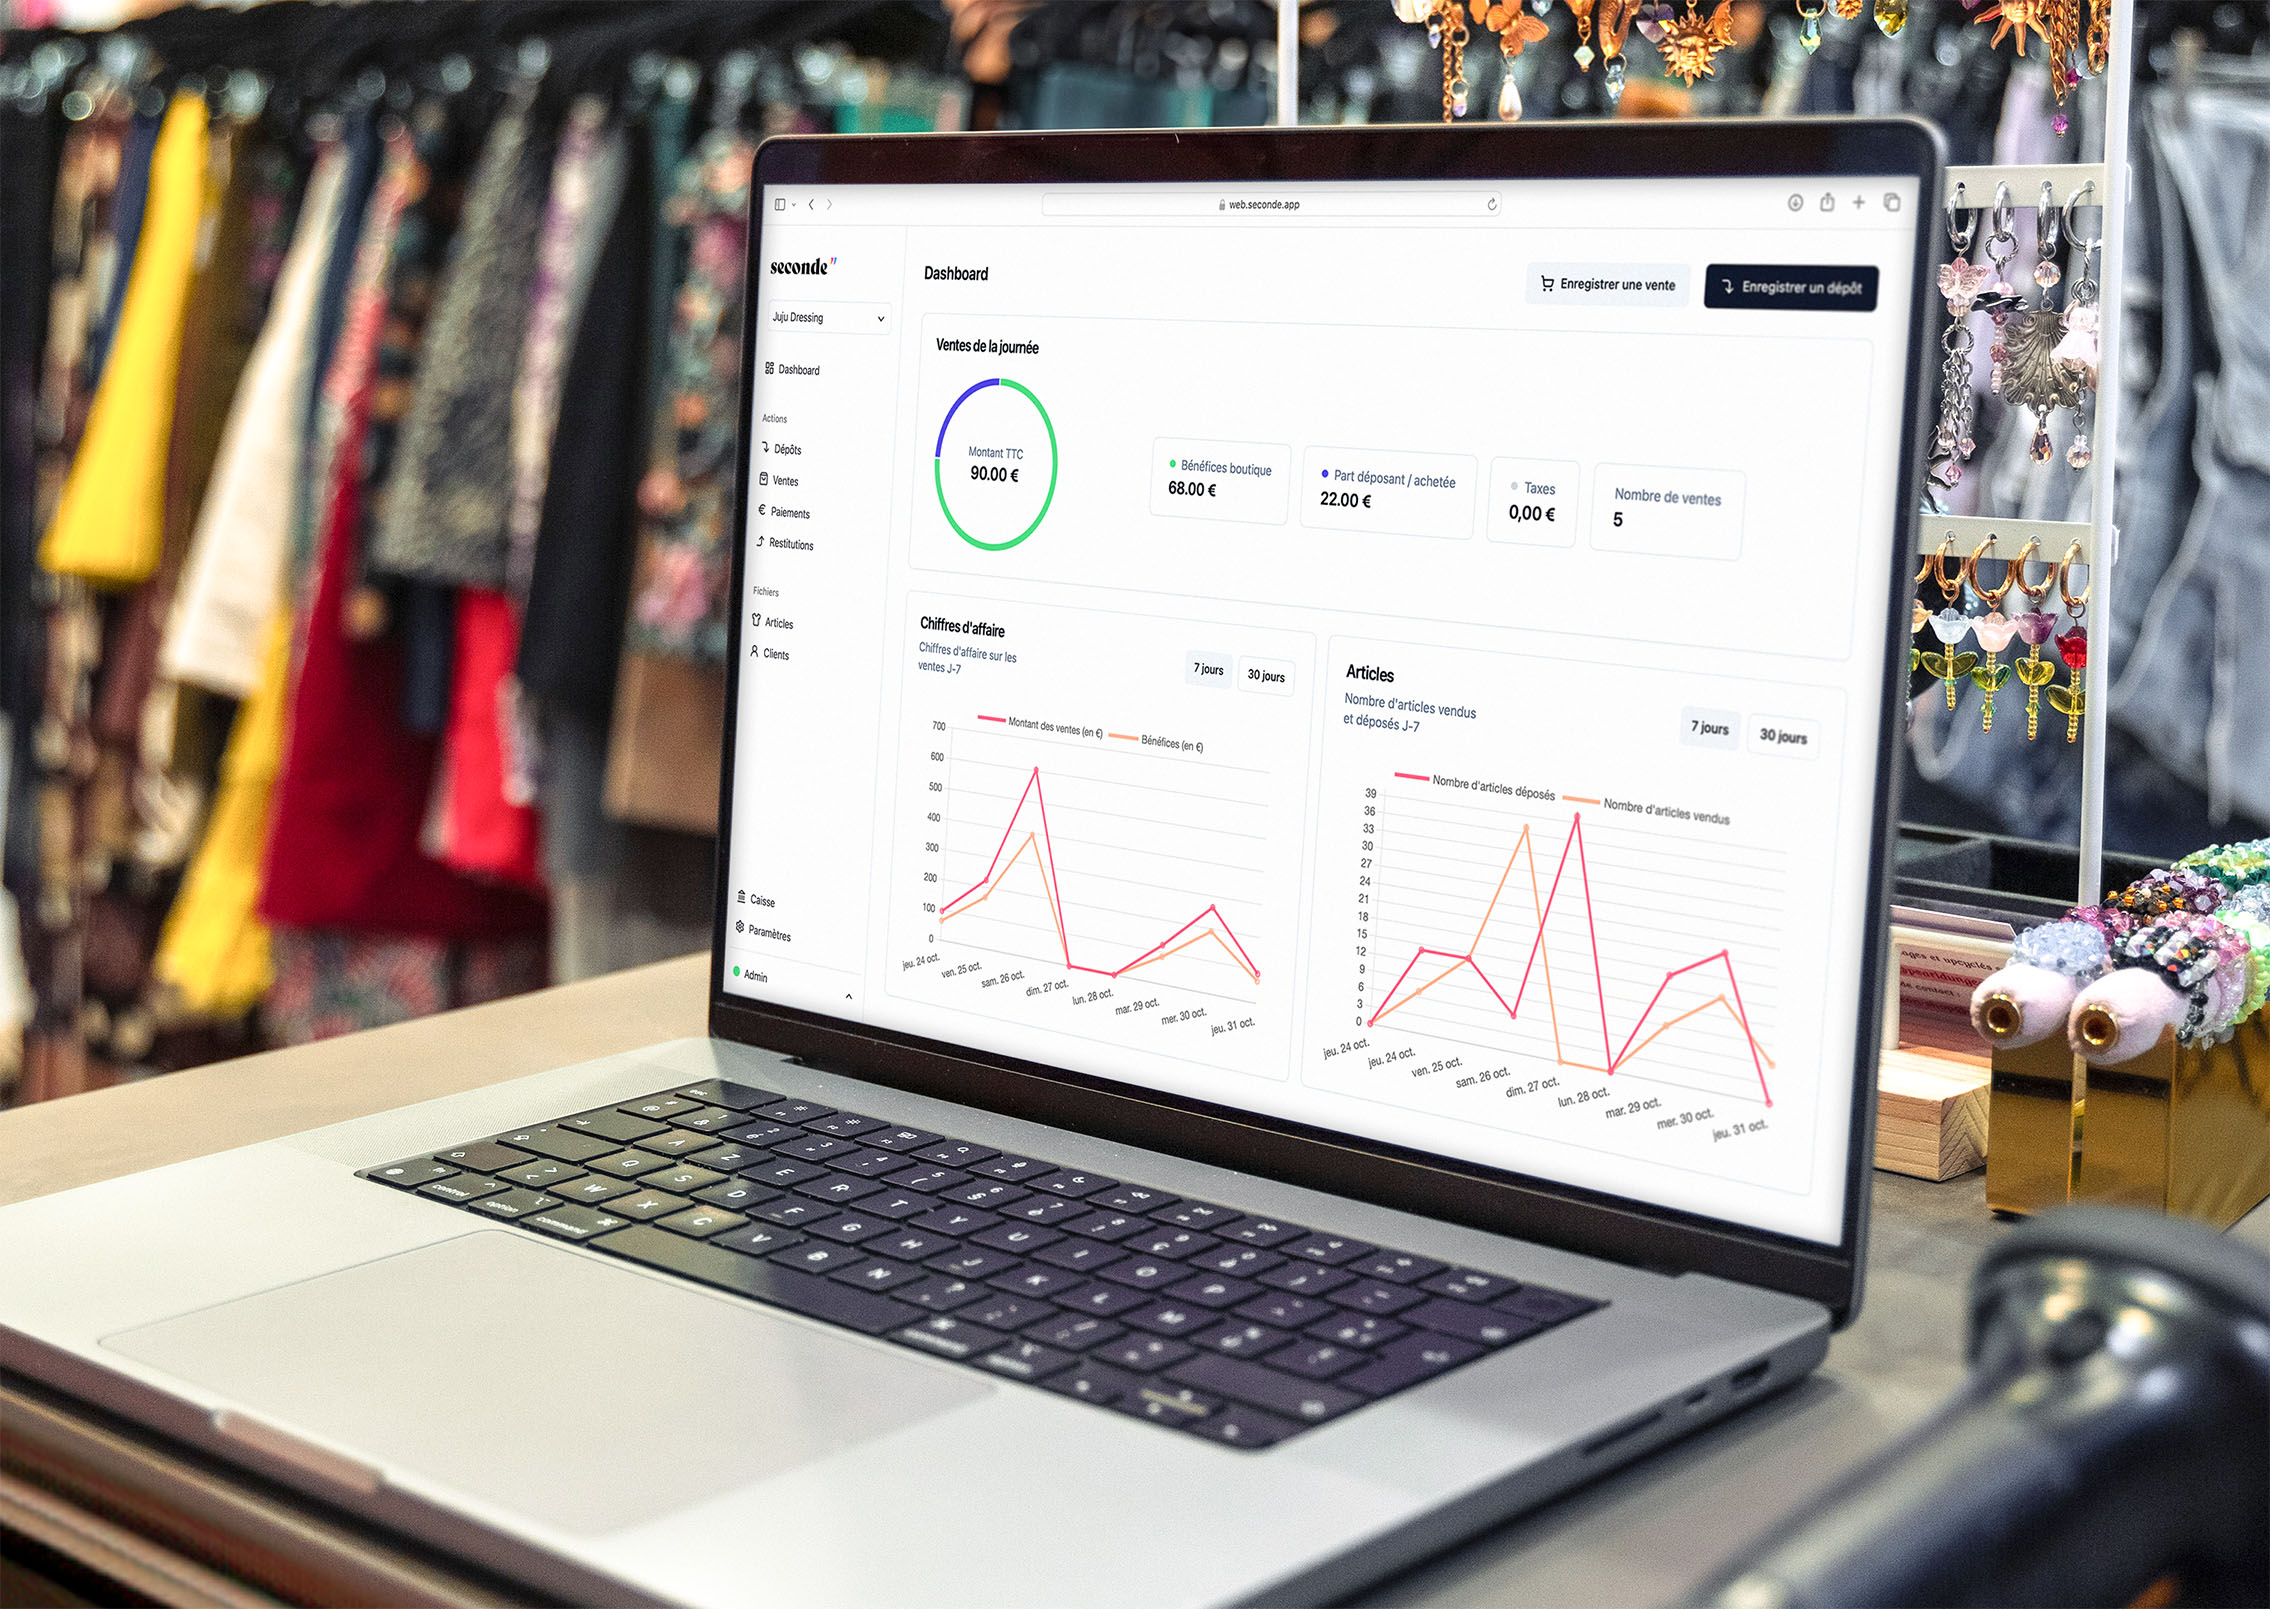 web.seconde.app
seconde"
Juju Dressing
Dashboard
Actions
Dépôts
Ventes
Paiements
Restitutions
Fichiers
Articles
Clients
Caisse
Paramètres
Admin
Dashboard
Enregistrer une vente
Enregistrer un dépôt
Ventes de la journée
Montant TTC
90.00 €
Bénéfices boutique
68.00 €
Part déposant / achetée
22.00 €
Taxes
0,00 €
Nombre de ventes
5
Chiffres d'affaire
Chiffres d'affaire sur les
ventes J-7
7 jours
30 jours
Montant des ventes (en €)
Bénéfices (en €)
700
600
500
400
300
200
100
0
jeu. 24 oct.
ven. 25 oct.
sam. 26 oct.
dim. 27 oct.
lun. 28 oct.
mar. 29 oct.
mer. 30 oct.
jeu. 31 oct.
Articles
Nombre d'articles vendus
et déposés J-7
7 jours
30 jours
Nombre d'articles déposés
Nombre d'articles vendus
39
36
33
30
27
24
21
18
15
12
9
6
3
0
jeu. 24 oct.
jeu. 24 oct.
ven. 25 oct.
sam. 26 oct.
dim. 27 oct.
lun. 28 oct.
mar. 29 oct.
mer. 30 oct.
jeu. 31 oct.
ages et upcyclés
contact :
esc
A Z E R T Y U I O P
Q S D F G H J K L M
W X C V B N
control
option
command